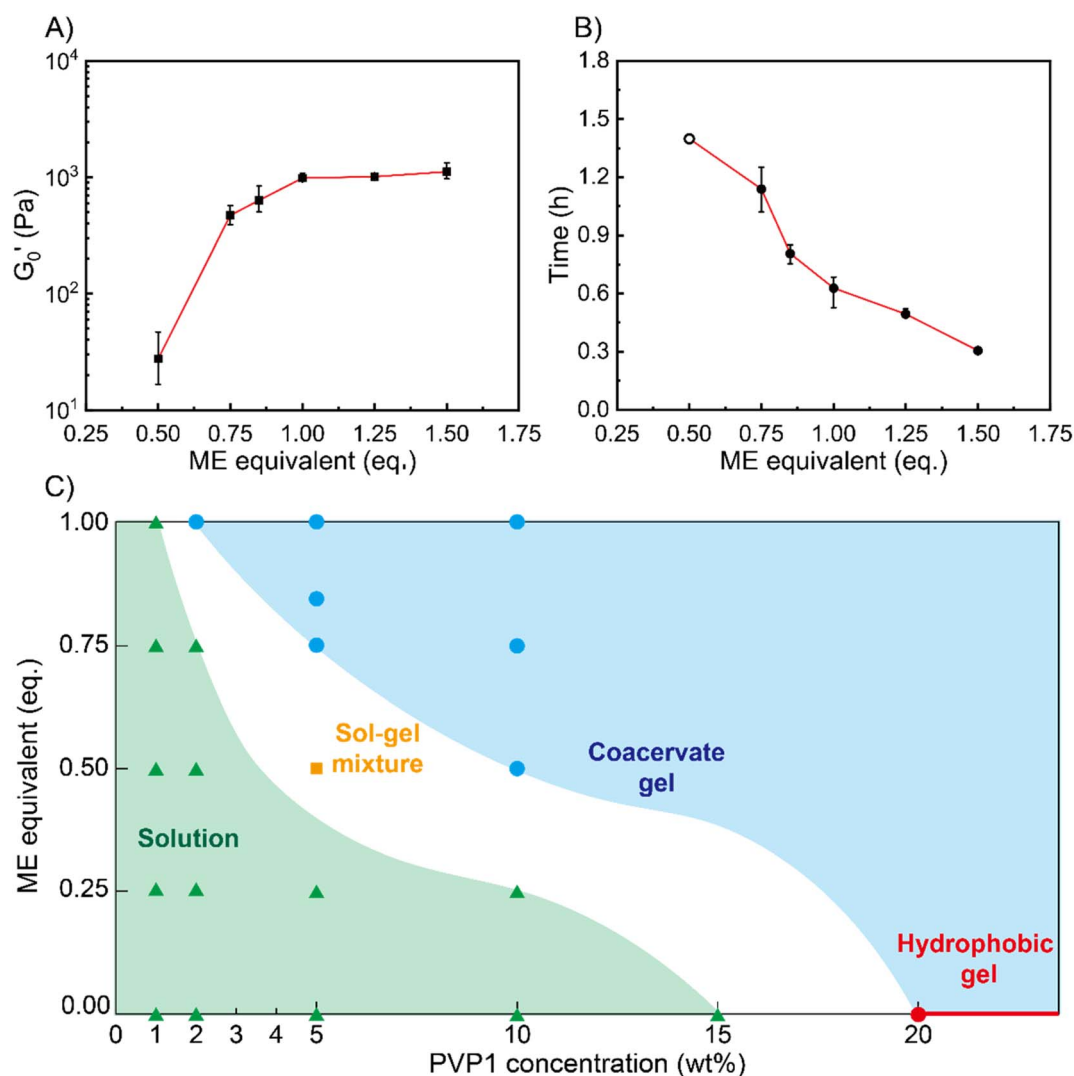 A)
10⁴
10³
10²
10¹
G₀' (Pa)
0.25 0.50 0.75 1.00 1.25 1.50 1.75
ME equivalent (eq.)
B)
1.8
1.5
1.2
0.9
0.6
0.3
0.0
Time (h)
0.25 0.50 0.75 1.00 1.25 1.50 1.75
ME equivalent (eq.)
C)
1.00
0.75
0.50
0.25
0.00
ME equivalent (eq.)
Sol-gel
mixture
Coacervate
gel
Solution
Hydrophobic
gel
0 1 2 3 4 5 10 15 20
PVP1 concentration (wt%)